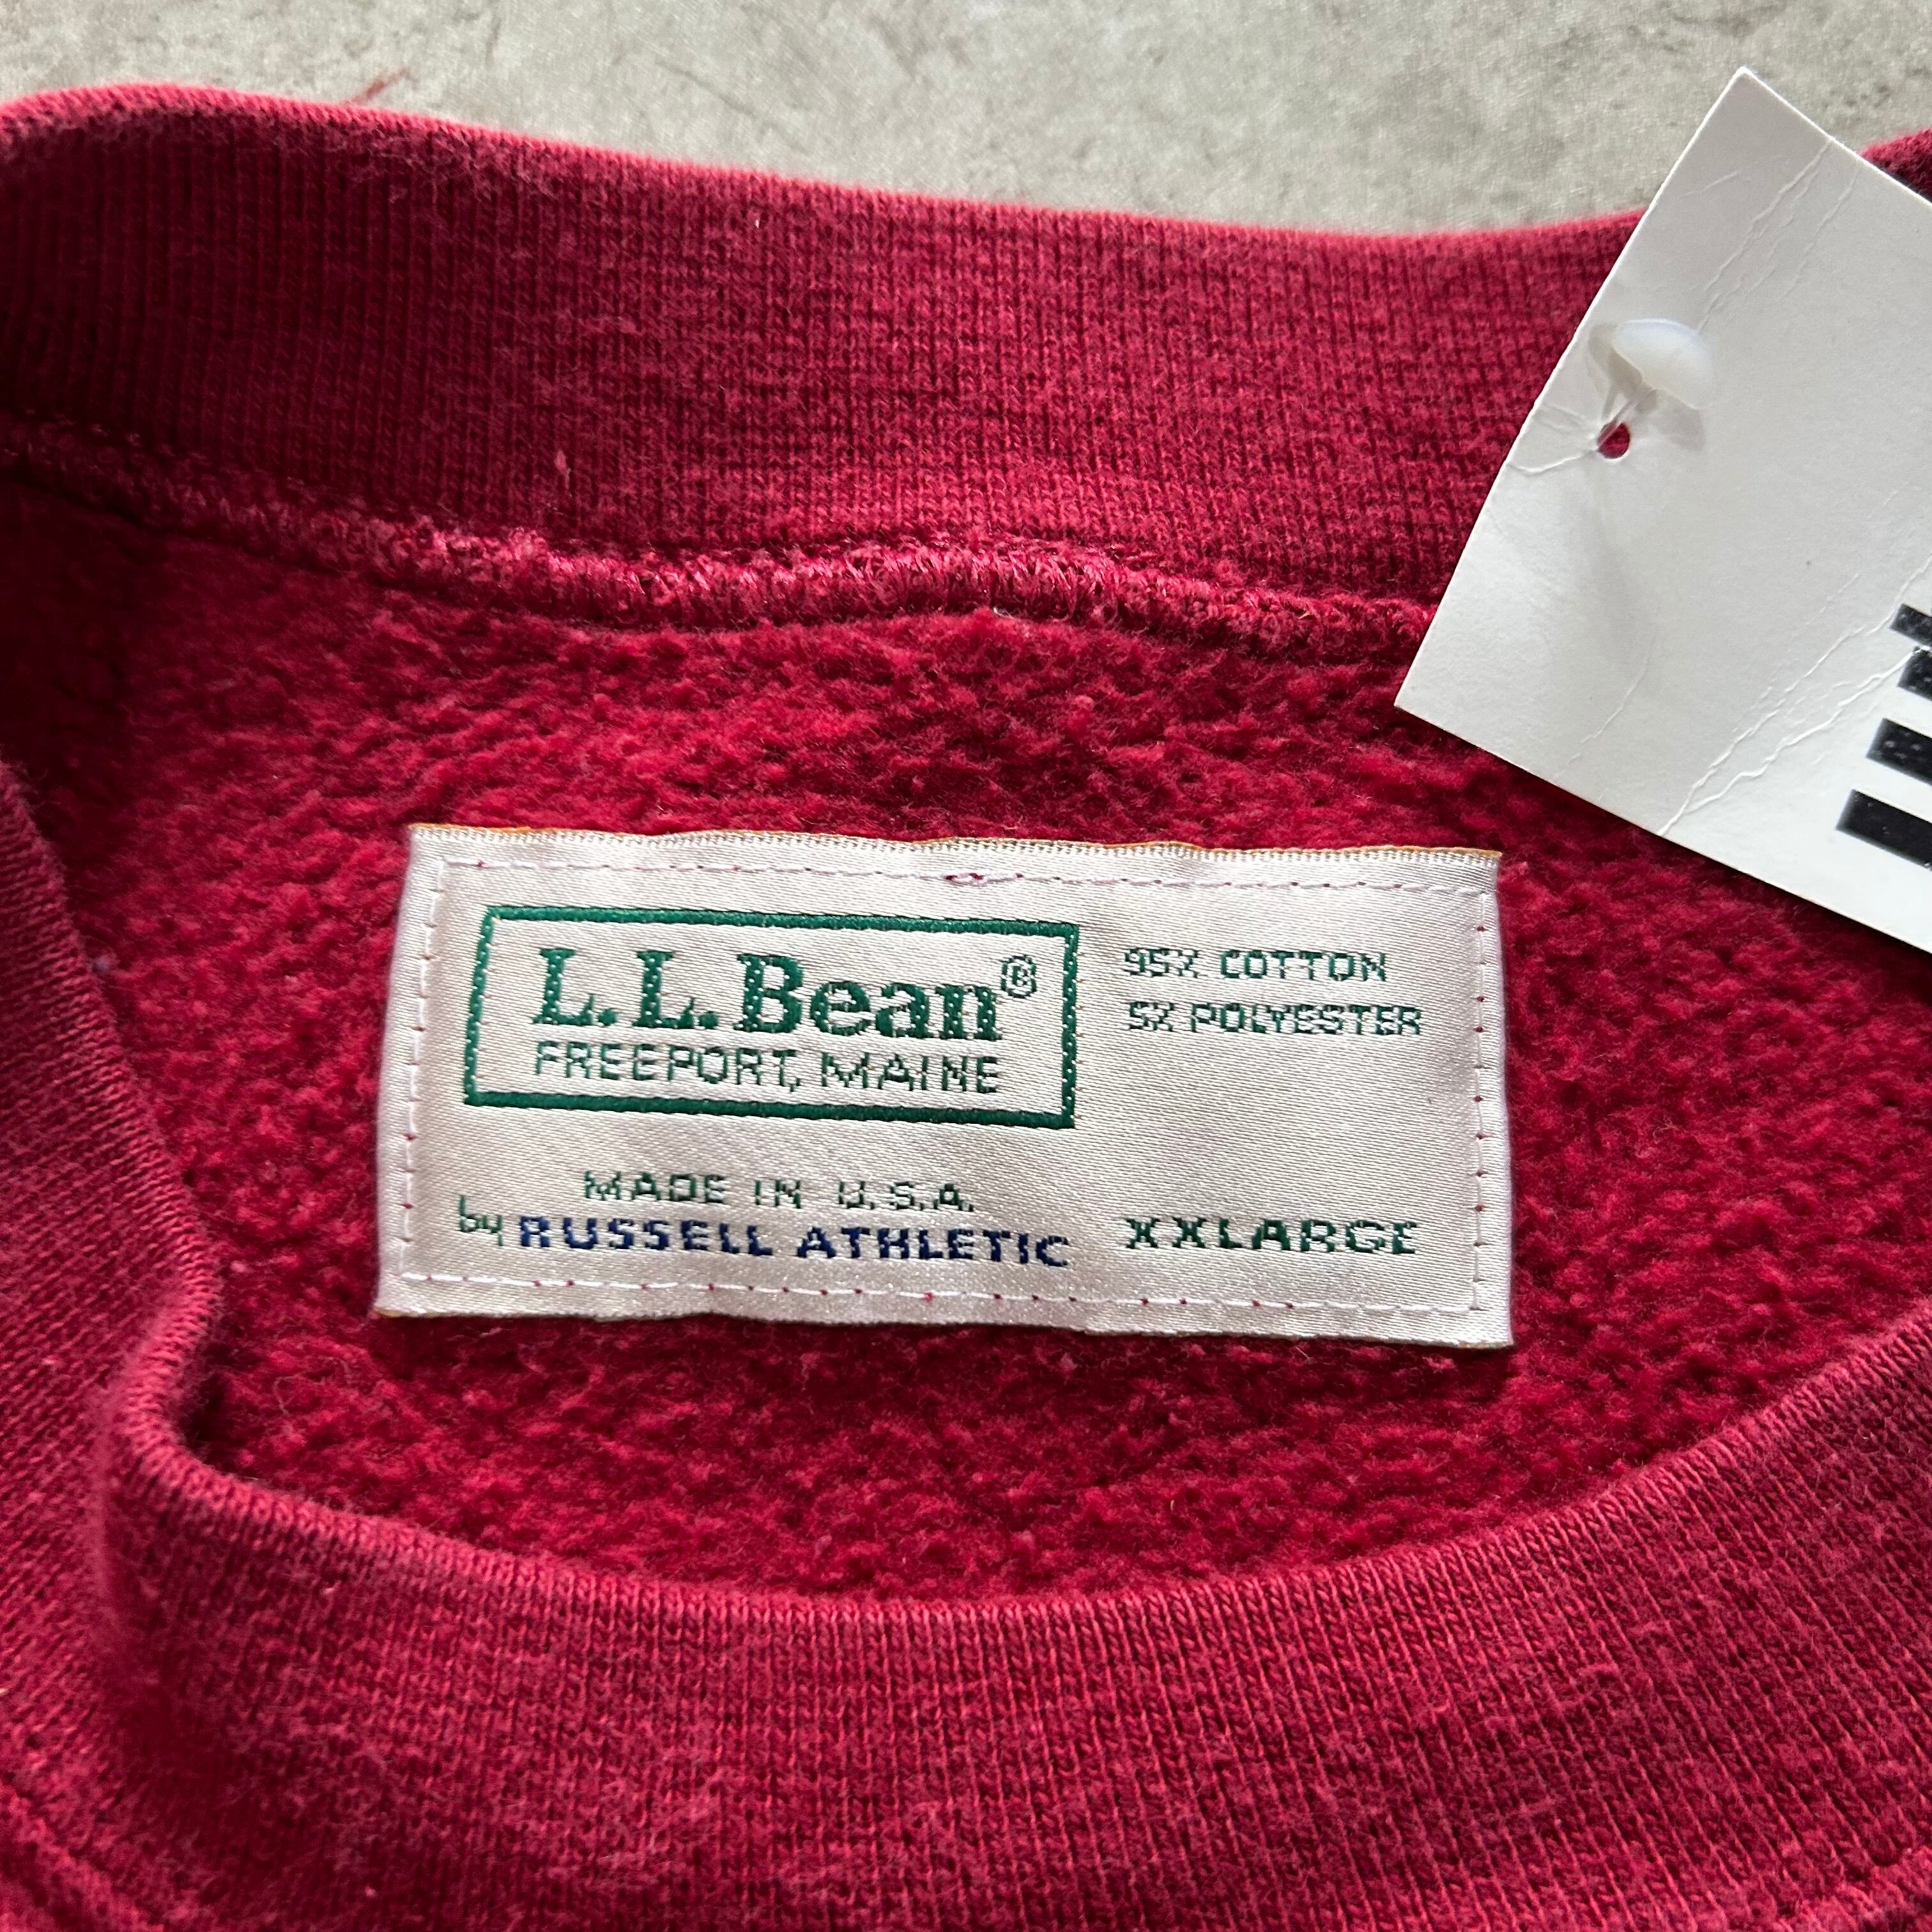 L.L.Bean®
FREEPORT, MAINE
95% COTTON
5% POLYESTER
MADE IN U.S.A.
by RUSSELL ATHLETIC
XXLARGE